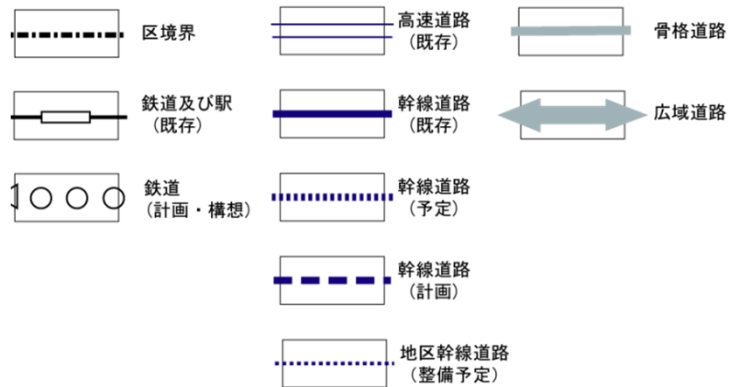 区境界
鉄道及び駅
（既存）
鉄道
（計画・構想）
高速道路
（既存）
幹線道路
（既存）
幹線道路
（予定）
幹線道路
（計画）
地区幹線道路
（整備予定）
骨格道路
広域道路